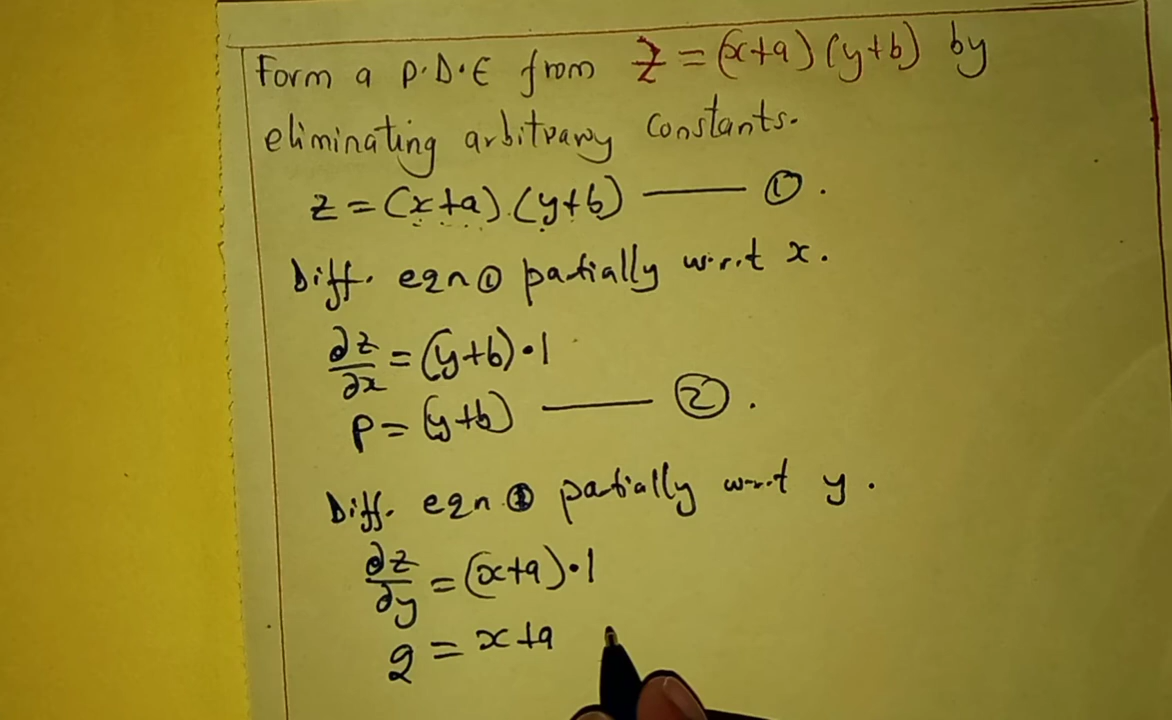 Form a P.D.E from z = (x+a) (y+b) by
eliminating arbitrary constants.
z = (x+a).(y+b) —— ①.
Diff. eqn ① partially w.r.t x.
∂z/∂x = (y+b)·1
P = (y+b) —— ②.
Diff. eqn ① partially w.r.t y.
∂z/∂y = (x+a)·1
q = x+a